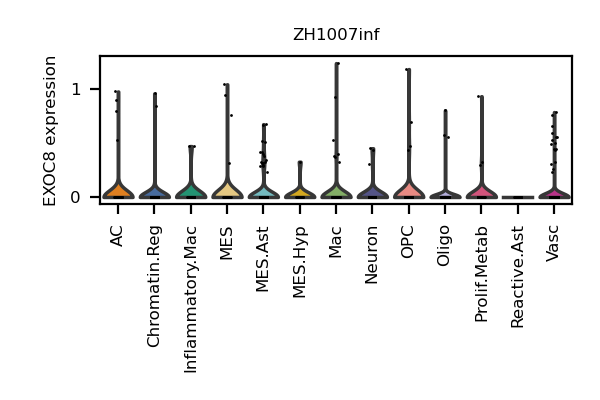 ZH1007inf
EXOC8 expression
1
0
AC
Chromatin.Reg
Inflammatory.Mac
MES
MES.Ast
MES.Hyp
Mac
Neuron
OPC
Oligo
Prolif.Metab
Reactive.Ast
Vasc